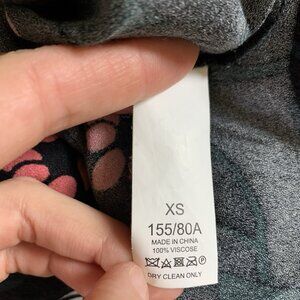 XS
155/80A
MADE IN CHINA
100% VISCOSE
DRY CLEAN ONLY